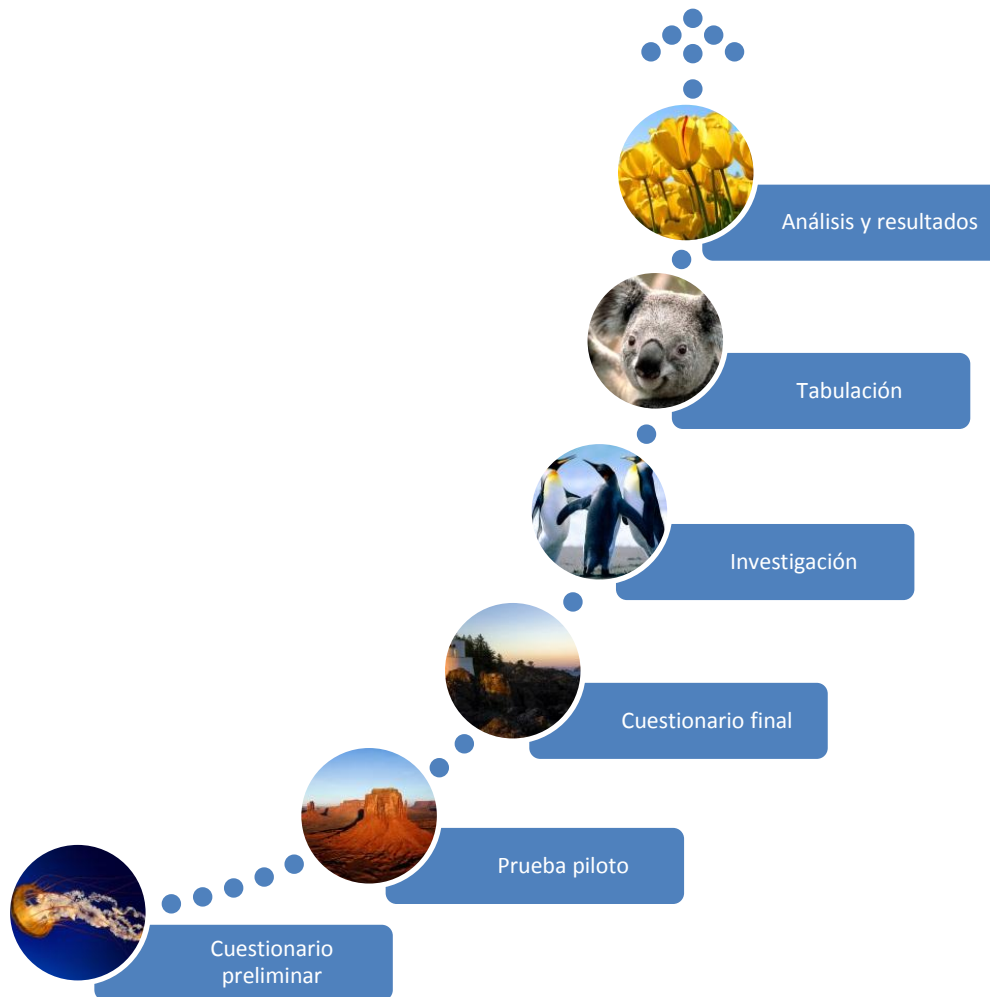 Análisis y resultados
Tabulación
Investigación
Cuestionario final
Prueba piloto
Cuestionario
preliminar